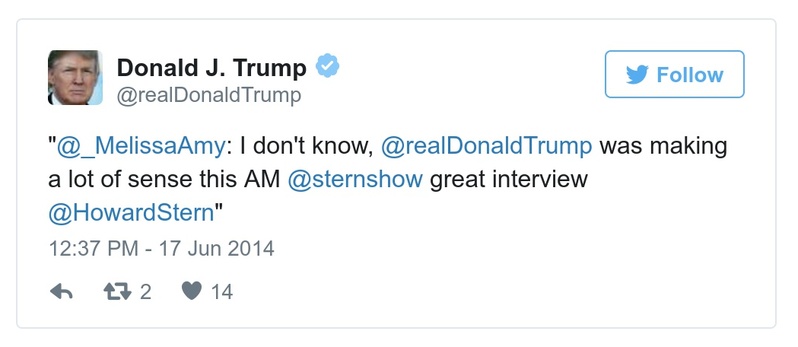 Donald J. Trump
@realDonaldTrump
Follow
"@_MelissaAmy: I don't know, @realDonaldTrump was making
a lot of sense this AM @sternshow great interview
@HowardStern"
12:37 PM - 17 Jun 2014
2 14